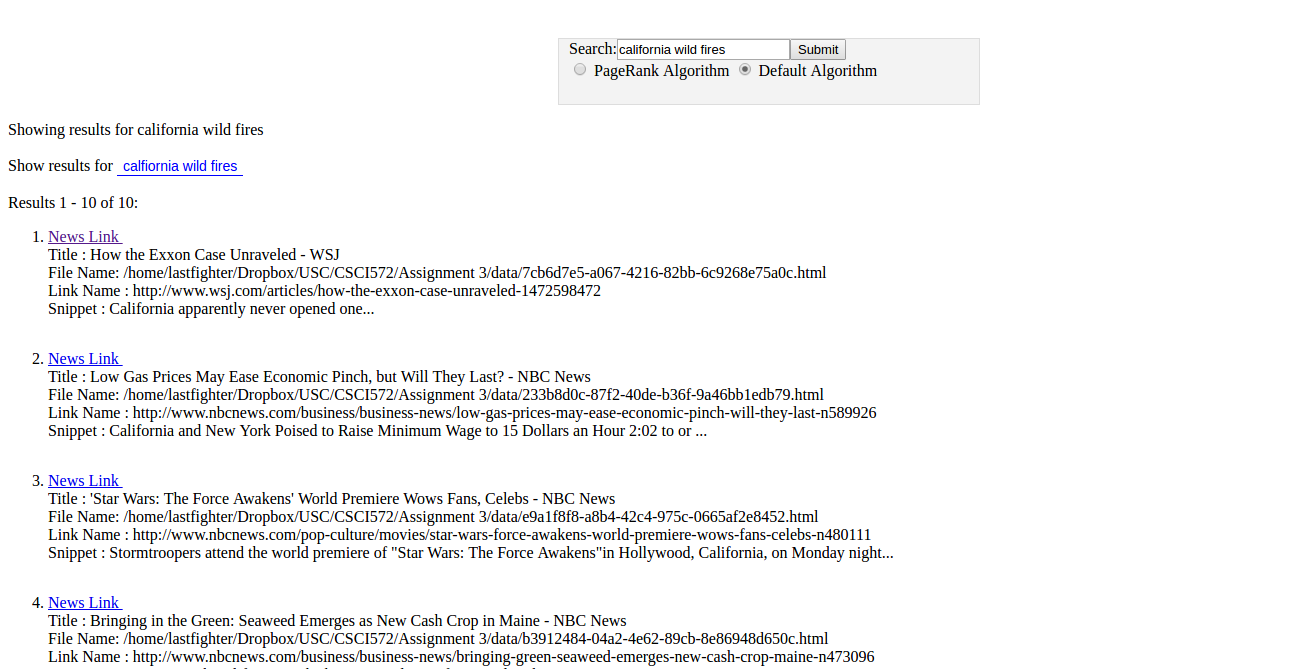 Search: california wild fires Submit
PageRank Algorithm Default Algorithm
Showing results for california wild fires
Show results for calfiornia wild fires
Results 1 - 10 of 10:
1. News Link
Title : How the Exxon Case Unraveled - WSJ
File Name: /home/lastfighter/Dropbox/USC/CSCI572/Assignment 3/data/7cb6d7e5-a067-4216-82bb-6c9268e75a0c.html
Link Name : http://www.wsj.com/articles/how-the-exxon-case-unraveled-1472598472
Snippet : California apparently never opened one...
2. News Link
Title : Low Gas Prices May Ease Economic Pinch, but Will They Last? - NBC News
File Name: /home/lastfighter/Dropbox/USC/CSCI572/Assignment 3/data/233b8d0c-87f2-40de-b36f-9a46bb1edb79.html
Link Name : http://www.nbcnews.com/business/business-news/low-gas-prices-may-ease-economic-pinch-will-they-last-n589926
Snippet : California and New York Poised to Raise Minimum Wage to 15 Dollars an Hour 2:02 to or ...
3. News Link
Title : 'Star Wars: The Force Awakens' World Premiere Wows Fans, Celebs - NBC News
File Name: /home/lastfighter/Dropbox/USC/CSCI572/Assignment 3/data/e9a1f8f8-a8b4-42c4-975c-0665af2e8452.html
Link Name : http://www.nbcnews.com/pop-culture/movies/star-wars-force-awakens-world-premiere-wows-fans-celebs-n480111
Snippet : Stormtroopers attend the world premiere of "Star Wars: The Force Awakens"in Hollywood, California, on Monday night...
4. News Link
Title : Bringing in the Green: Seaweed Emerges as New Cash Crop in Maine - NBC News
File Name: /home/lastfighter/Dropbox/USC/CSCI572/Assignment 3/data/b3912484-04a2-4e62-89cb-8e86948d650c.html
Link Name : http://www.nbcnews.com/business/business-news/bringing-green-seaweed-emerges-new-cash-crop-maine-n473096